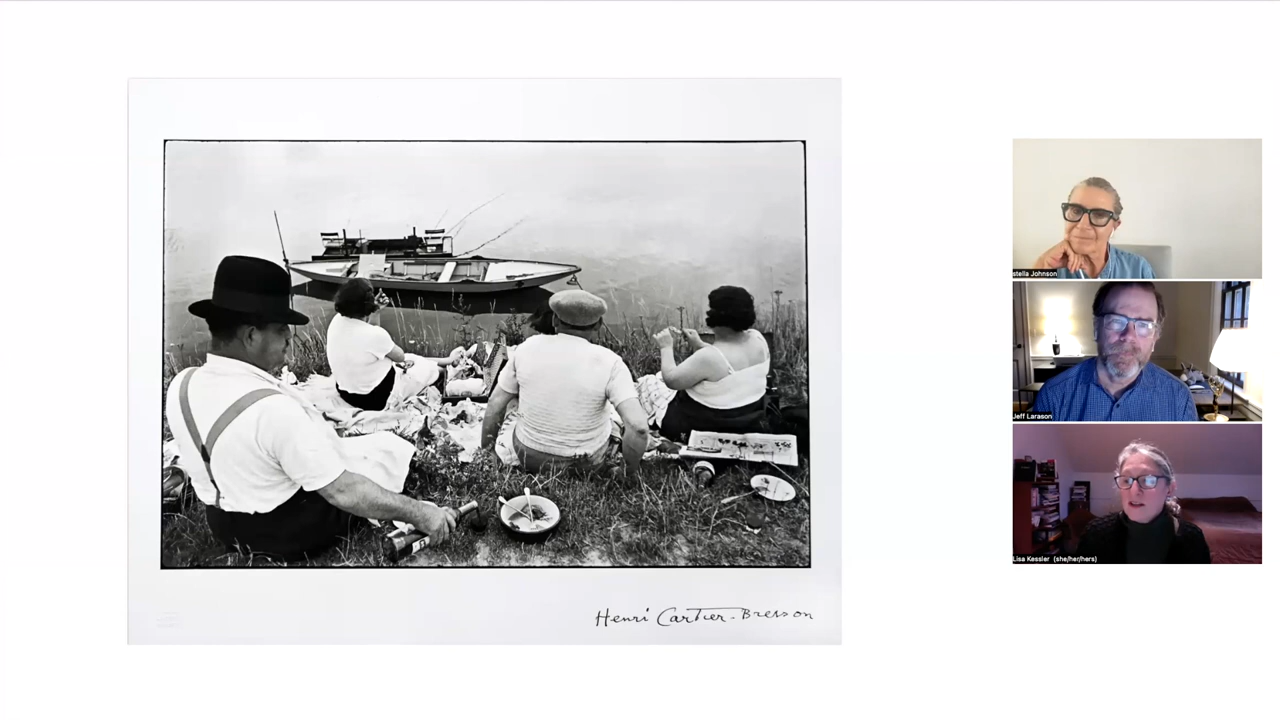 Henri Cartier-Bresson
stella Johnson
Jeff Larason
Lisa Kessler (she/her/hers)